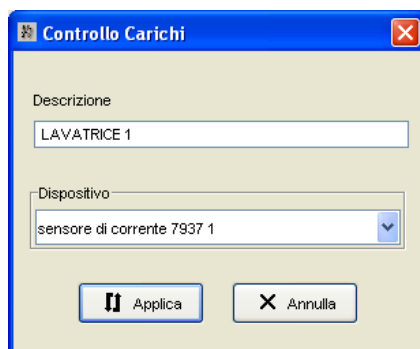 Controllo Carichi
Descrizione
LAVATRICE 1
Dispositivo
sensore di corrente 7937 1
Applica
Annulla